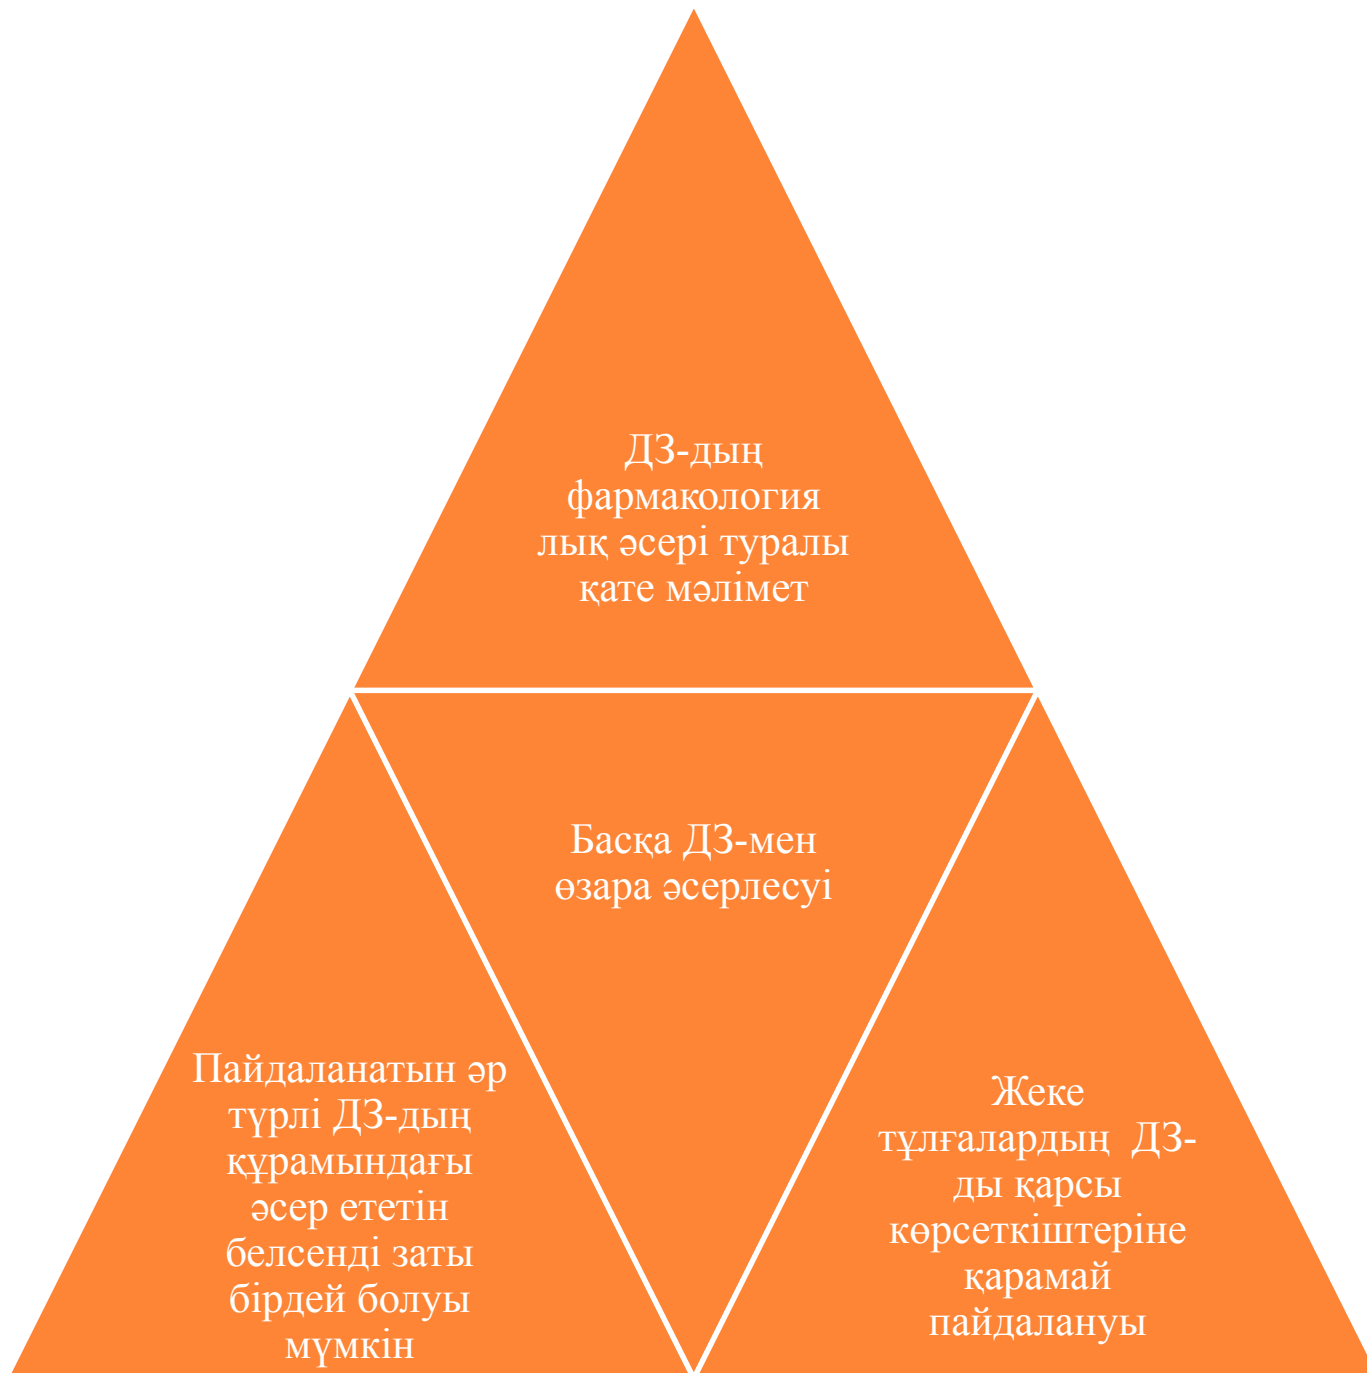 ДЗ-дың
фармакология
лық әсері туралы
қате мәлімет
Басқа ДЗ-мен
өзара әсерлесуі
Пайдаланатын әр
түрлі ДЗ-дың
құрамындағы
әсер ететін
белсенді заты
бірдей болуы
мүмкін
Жеке
тұлғалардың ДЗ-
ды қарсы
көрсеткіштеріне
қарамай
пайдалануы